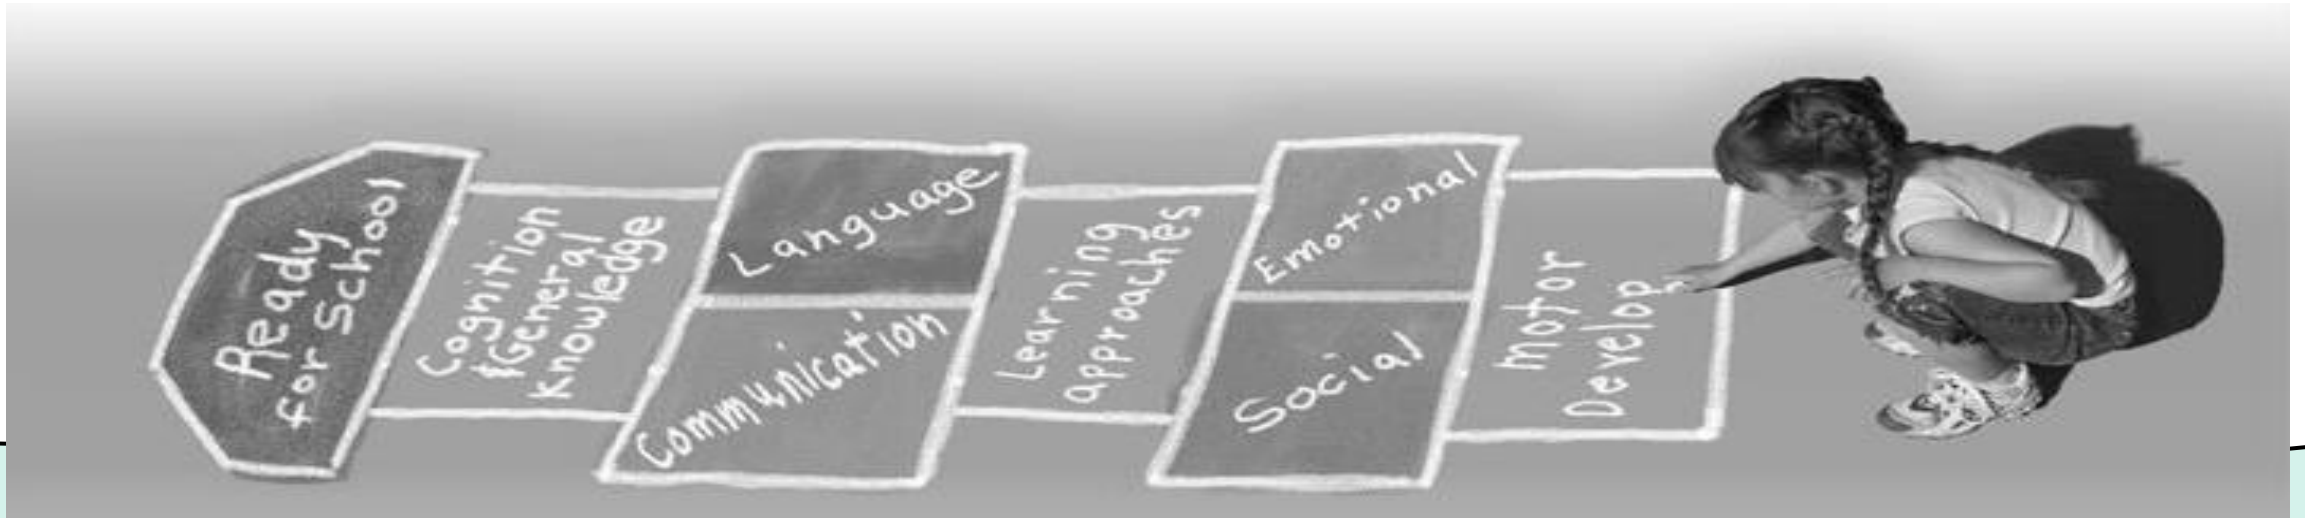 Ready
for School
Cognition
&General
Knowledge
Language
Communication
Learning
approaches
Emotional
Social
Motor
Develop